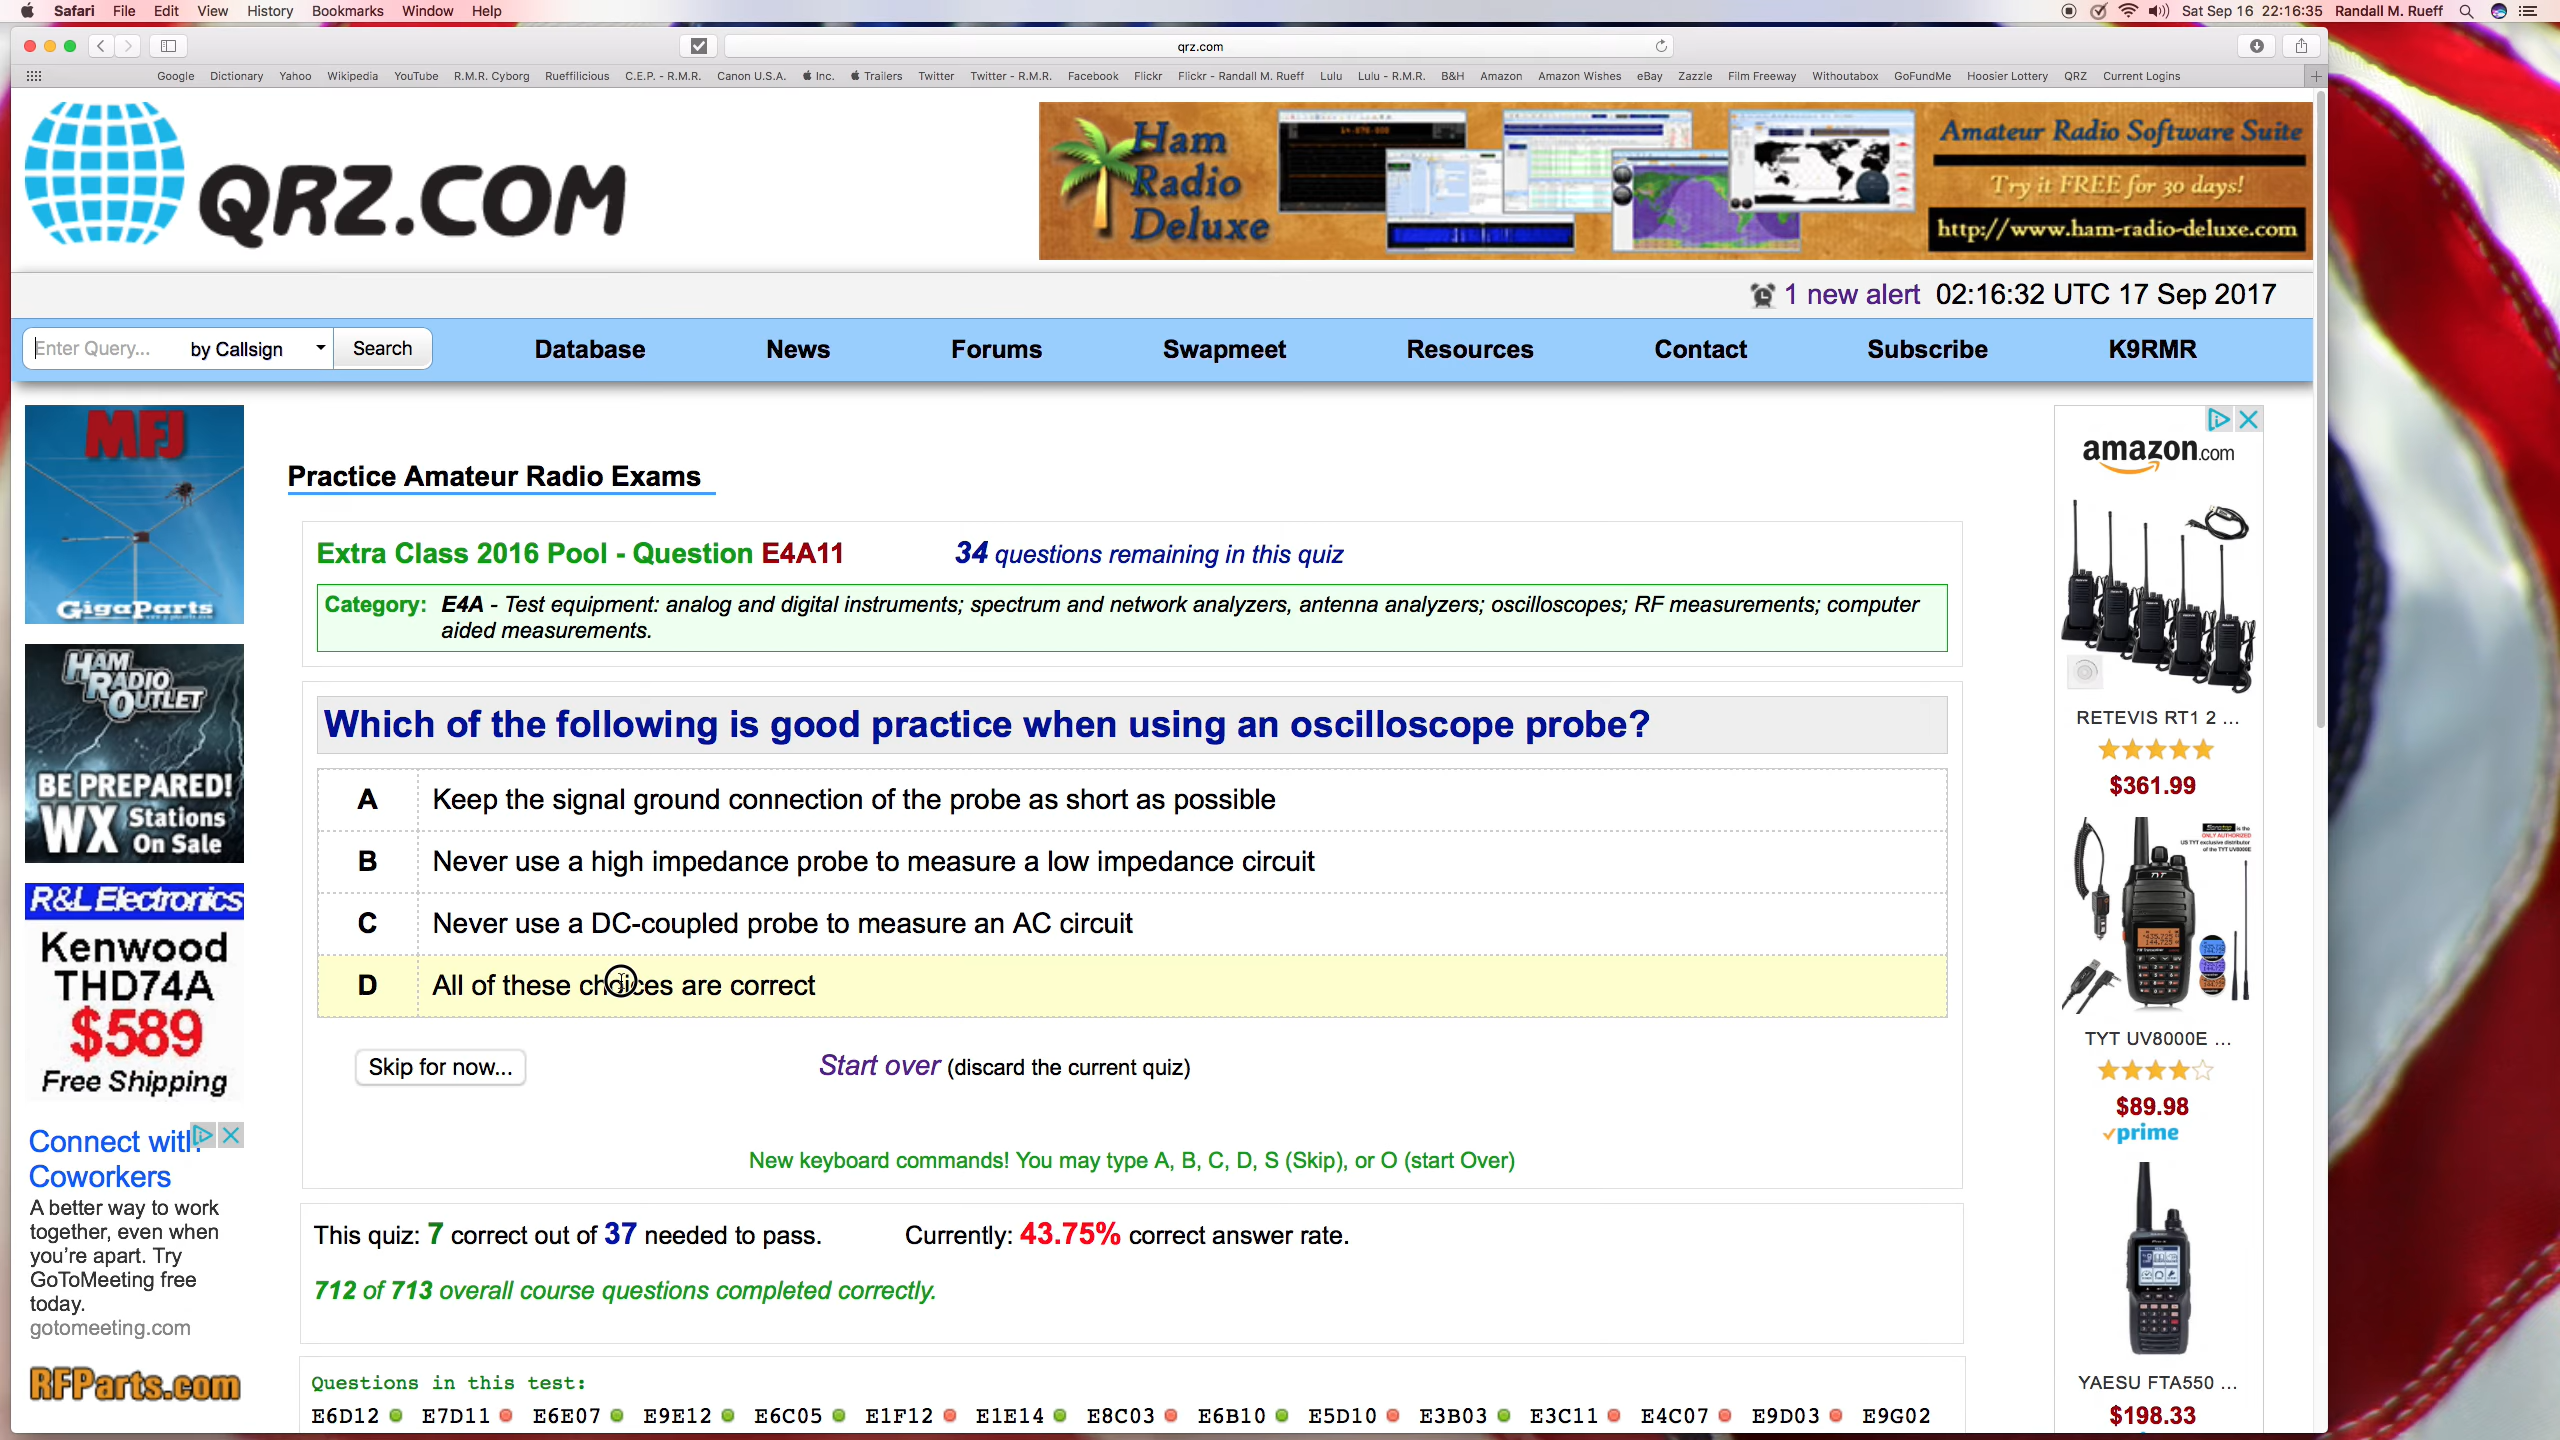 Safari File Edit View History Bookmarks Window Help
Sat Sep 16 22:16:35 Randall M. Rueff
qrz.com
Google Dictionary Yahoo Wikipedia YouTube R.M.R. Cyborg Rueffilicious C.E.P. - R.M.R. Canon U.S.A. Inc. Trailers Twitter Twitter - R.M.R. Facebook Flickr Flickr - Randall M. Rueff Lulu Lulu - R.M.R. B&H Amazon Amazon Wishes eBay Zazzie Film Freeway Withoutabox GoFundMe Hoosier Lottery QRZ Current Logins
QRZ.COM
Ham
Radio
Deluxe
Amateur Radio Software Suite
Try it FREE for 30 days!
http://www.ham-radio-deluxe.com
1 new alert 02:16:32 UTC 17 Sep 2017
Enter Query... by Callsign Search Database News Forums Swapmeet Resources Contact Subscribe K9RMR
MFJ
GigaParts
HAM
RADIO
OUTLET
BE PREPARED!
WX Stations
On Sale
R&L Electronics
Kenwood
THD74A
$589
Free Shipping
Connect with
Coworkers
A better way to work
together, even when
you're apart. Try
GoToMeeting free
today.
gotomeeting.com
RFParts.com
Practice Amateur Radio Exams
Extra Class 2016 Pool - Question E4A11 34 questions remaining in this quiz
Category: E4A - Test equipment: analog and digital instruments; spectrum and network analyzers, antenna analyzers; oscilloscopes; RF measurements; computer
aided measurements.
Which of the following is good practice when using an oscilloscope probe?
A Keep the signal ground connection of the probe as short as possible
B Never use a high impedance probe to measure a low impedance circuit
C Never use a DC-coupled probe to measure an AC circuit
D All of these choices are correct
Skip for now... Start over (discard the current quiz)
New keyboard commands! You may type A, B, C, D, S (Skip), or O (start Over)
This quiz: 7 correct out of 37 needed to pass. Currently: 43.75% correct answer rate.
712 of 713 overall course questions completed correctly.
Questions in this test:
E6D12 E7D11 E6E07 E9E12 E6C05 E1F12 E1E14 E8C03 E6B10 E5D10 E3B03 E3C11 E4C07 E9D03 E9G02
amazon.com
RETEVIS RT1 2 ...
$361.99
TYT UV8000E ...
$89.98
prime
YAESU FTA550 ...
$198.33